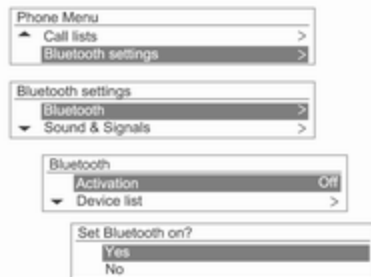 Phone Menu
Call lists >
Bluetooth settings >
Bluetooth settings
Bluetooth >
Sound & Signals >
Bluetooth
Activation Off
Device list >
Set Bluetooth on?
Yes
No